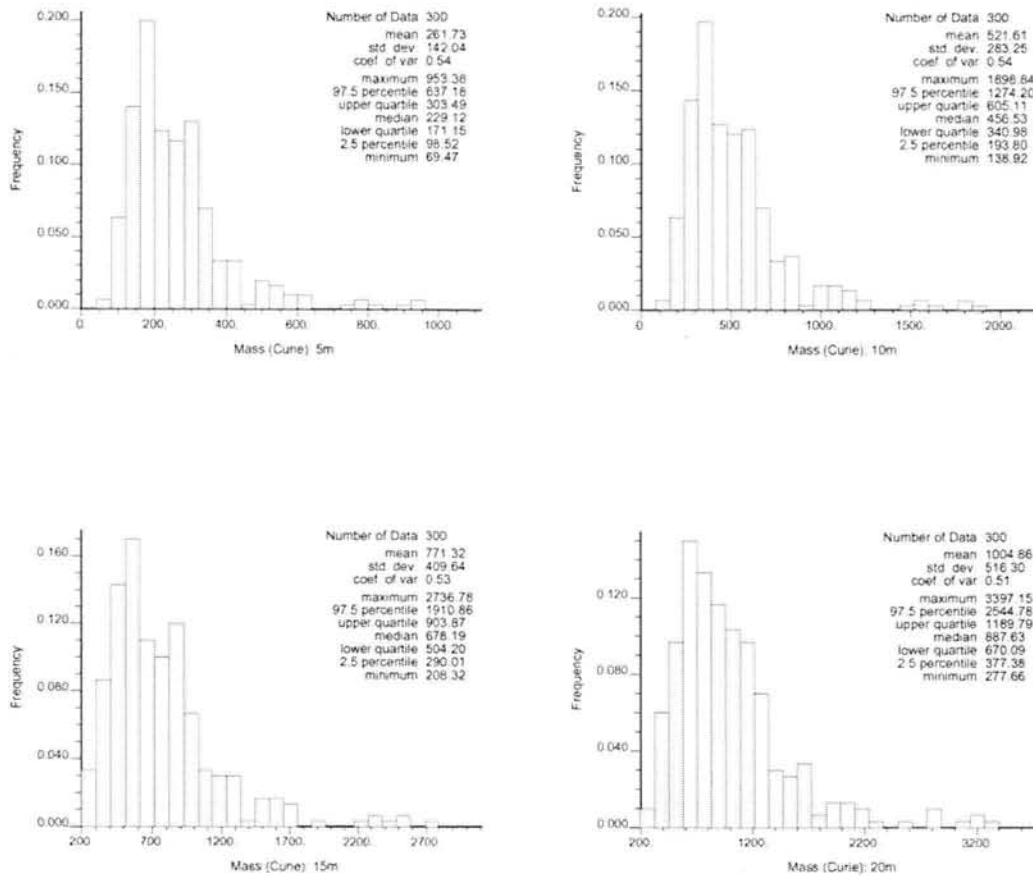 Frequency
0.200
0.150
0.100
0.050
0.000
0. 200. 400. 600. 800. 1000.
Mass (Curie) 5m
Number of Data 300
mean 261.73
std. dev. 142.04
coef. of var 0.54
maximum 953.38
97.5 percentile 637.18
upper quartile 303.49
median 229.12
lower quartile 171.15
2.5 percentile 98.52
minimum 69.47
Frequency
0.200
0.150
0.100
0.050
0.000
0. 500. 1000. 1500. 2000.
Mass (Curie): 10m
Number of Data 300
mean 521.61
std. dev. 283.25
coef. of var 0.54
maximum 1898.84
97.5 percentile 1274.20
upper quartile 605.11
median 456.53
lower quartile 340.98
2.5 percentile 193.80
minimum 138.92
Frequency
0.160
0.120
0.080
0.040
0.000
200 700 1200 1700 2200 2700
Mass (Curie) 15m
Number of Data 300
mean 771.32
std. dev. 409.64
coef. of var 0.53
maximum 2736.78
97.5 percentile 1910.86
upper quartile 903.87
median 678.19
lower quartile 504.20
2.5 percentile 290.01
minimum 208.32
Frequency
0.120
0.080
0.040
0.000
200 1200 2200 3200
Mass (Curie): 20m
Number of Data 300
mean 1004.86
std. dev. 516.30
coef. of var 0.51
maximum 3397.15
97.5 percentile 2544.78
upper quartile 1189.79
median 887.63
lower quartile 670.09
2.5 percentile 377.38
minimum 277.66